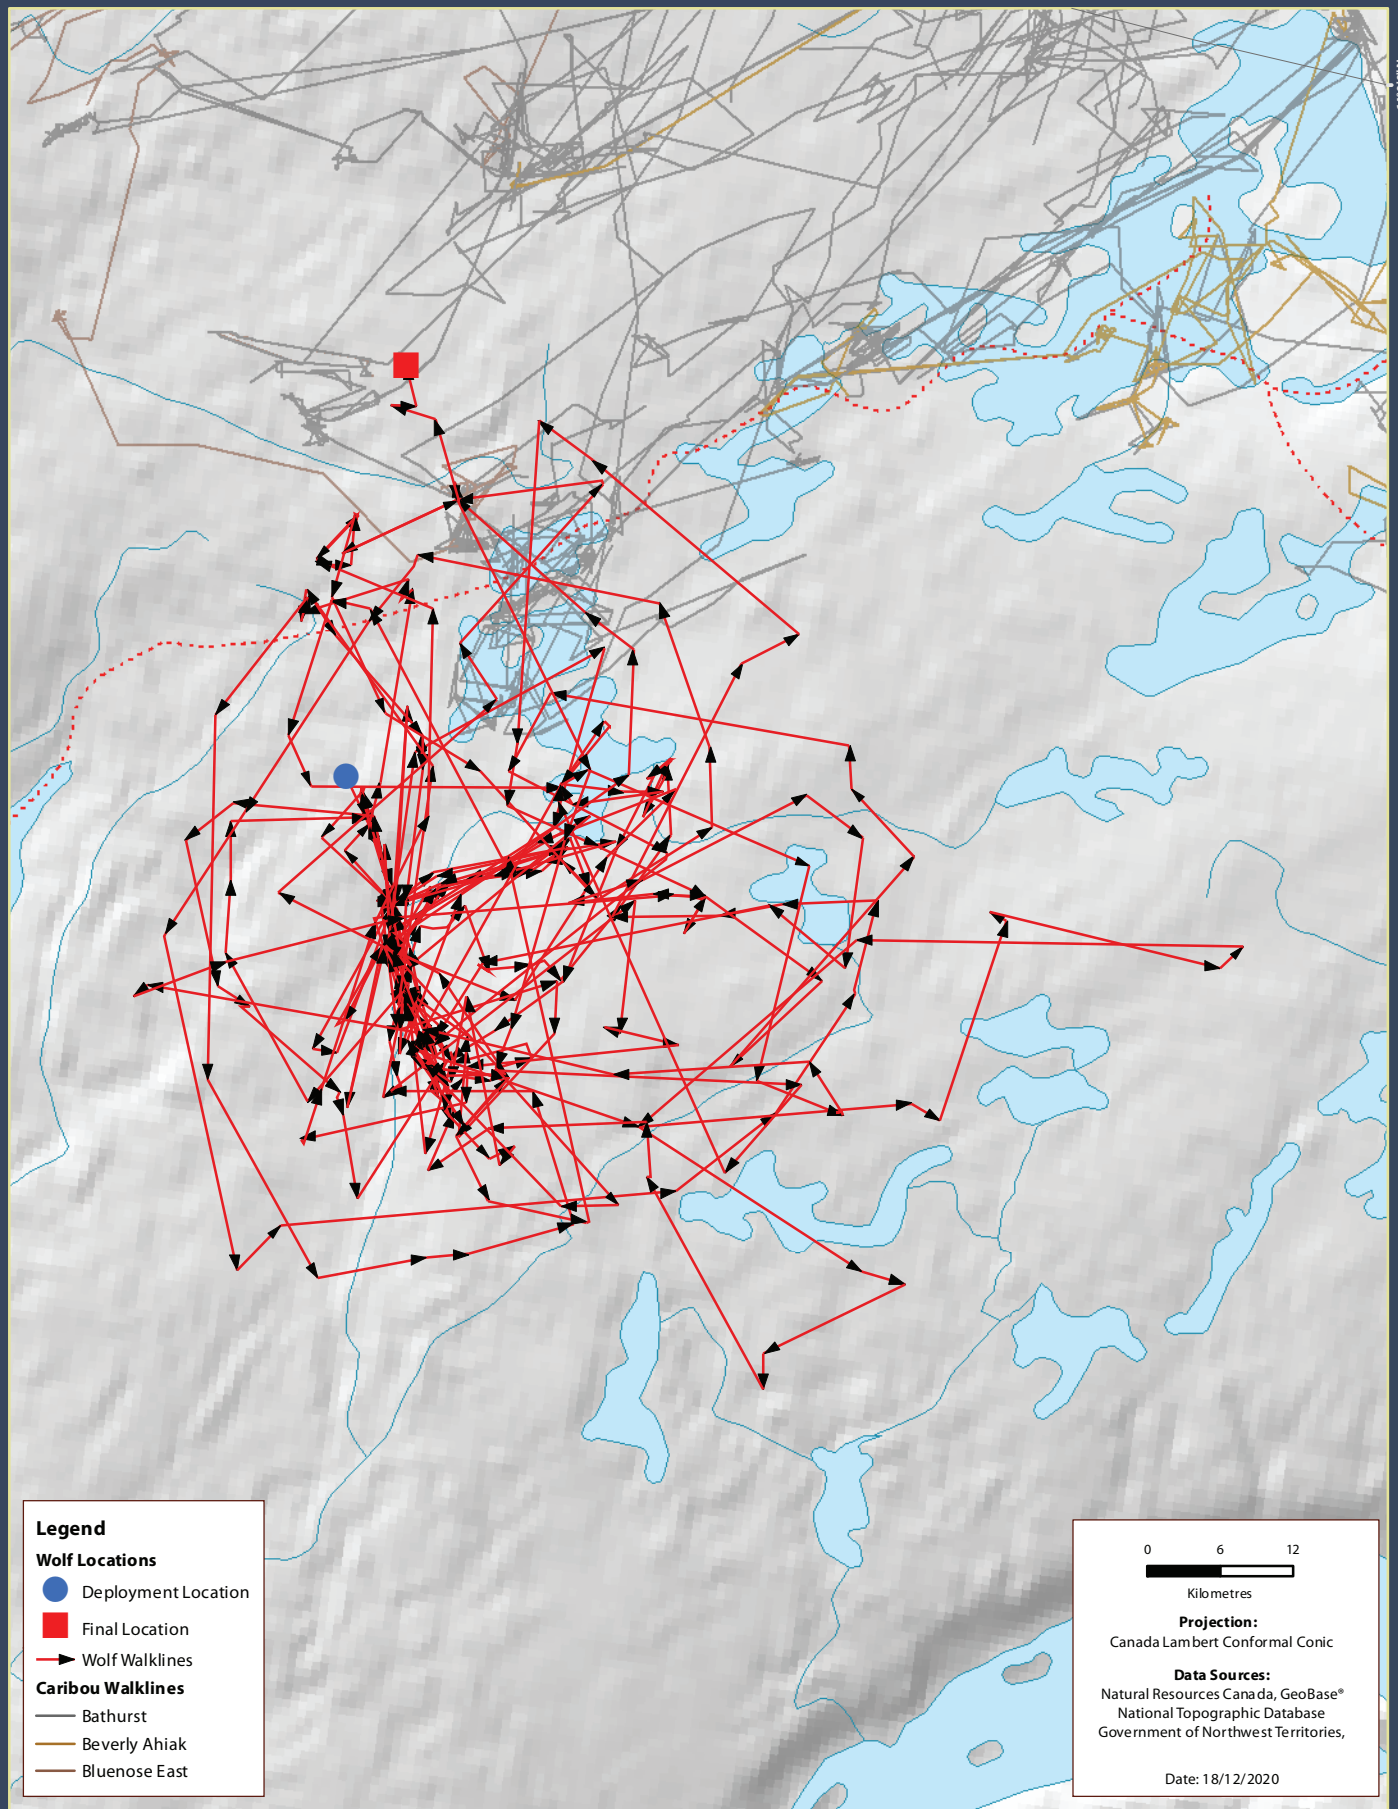 Legend
Wolf Locations
Deployment Location
Final Location
Wolf Walklines
Caribou Walklines
Bathurst
Beverly Ahiak
Bluenose East
0 6 12
Kilometres
Projection:
Canada Lambert Conformal Conic
Data Sources:
Natural Resources Canada, GeoBase®
National Topographic Database
Government of Northwest Territories,
Date: 18/12/2020